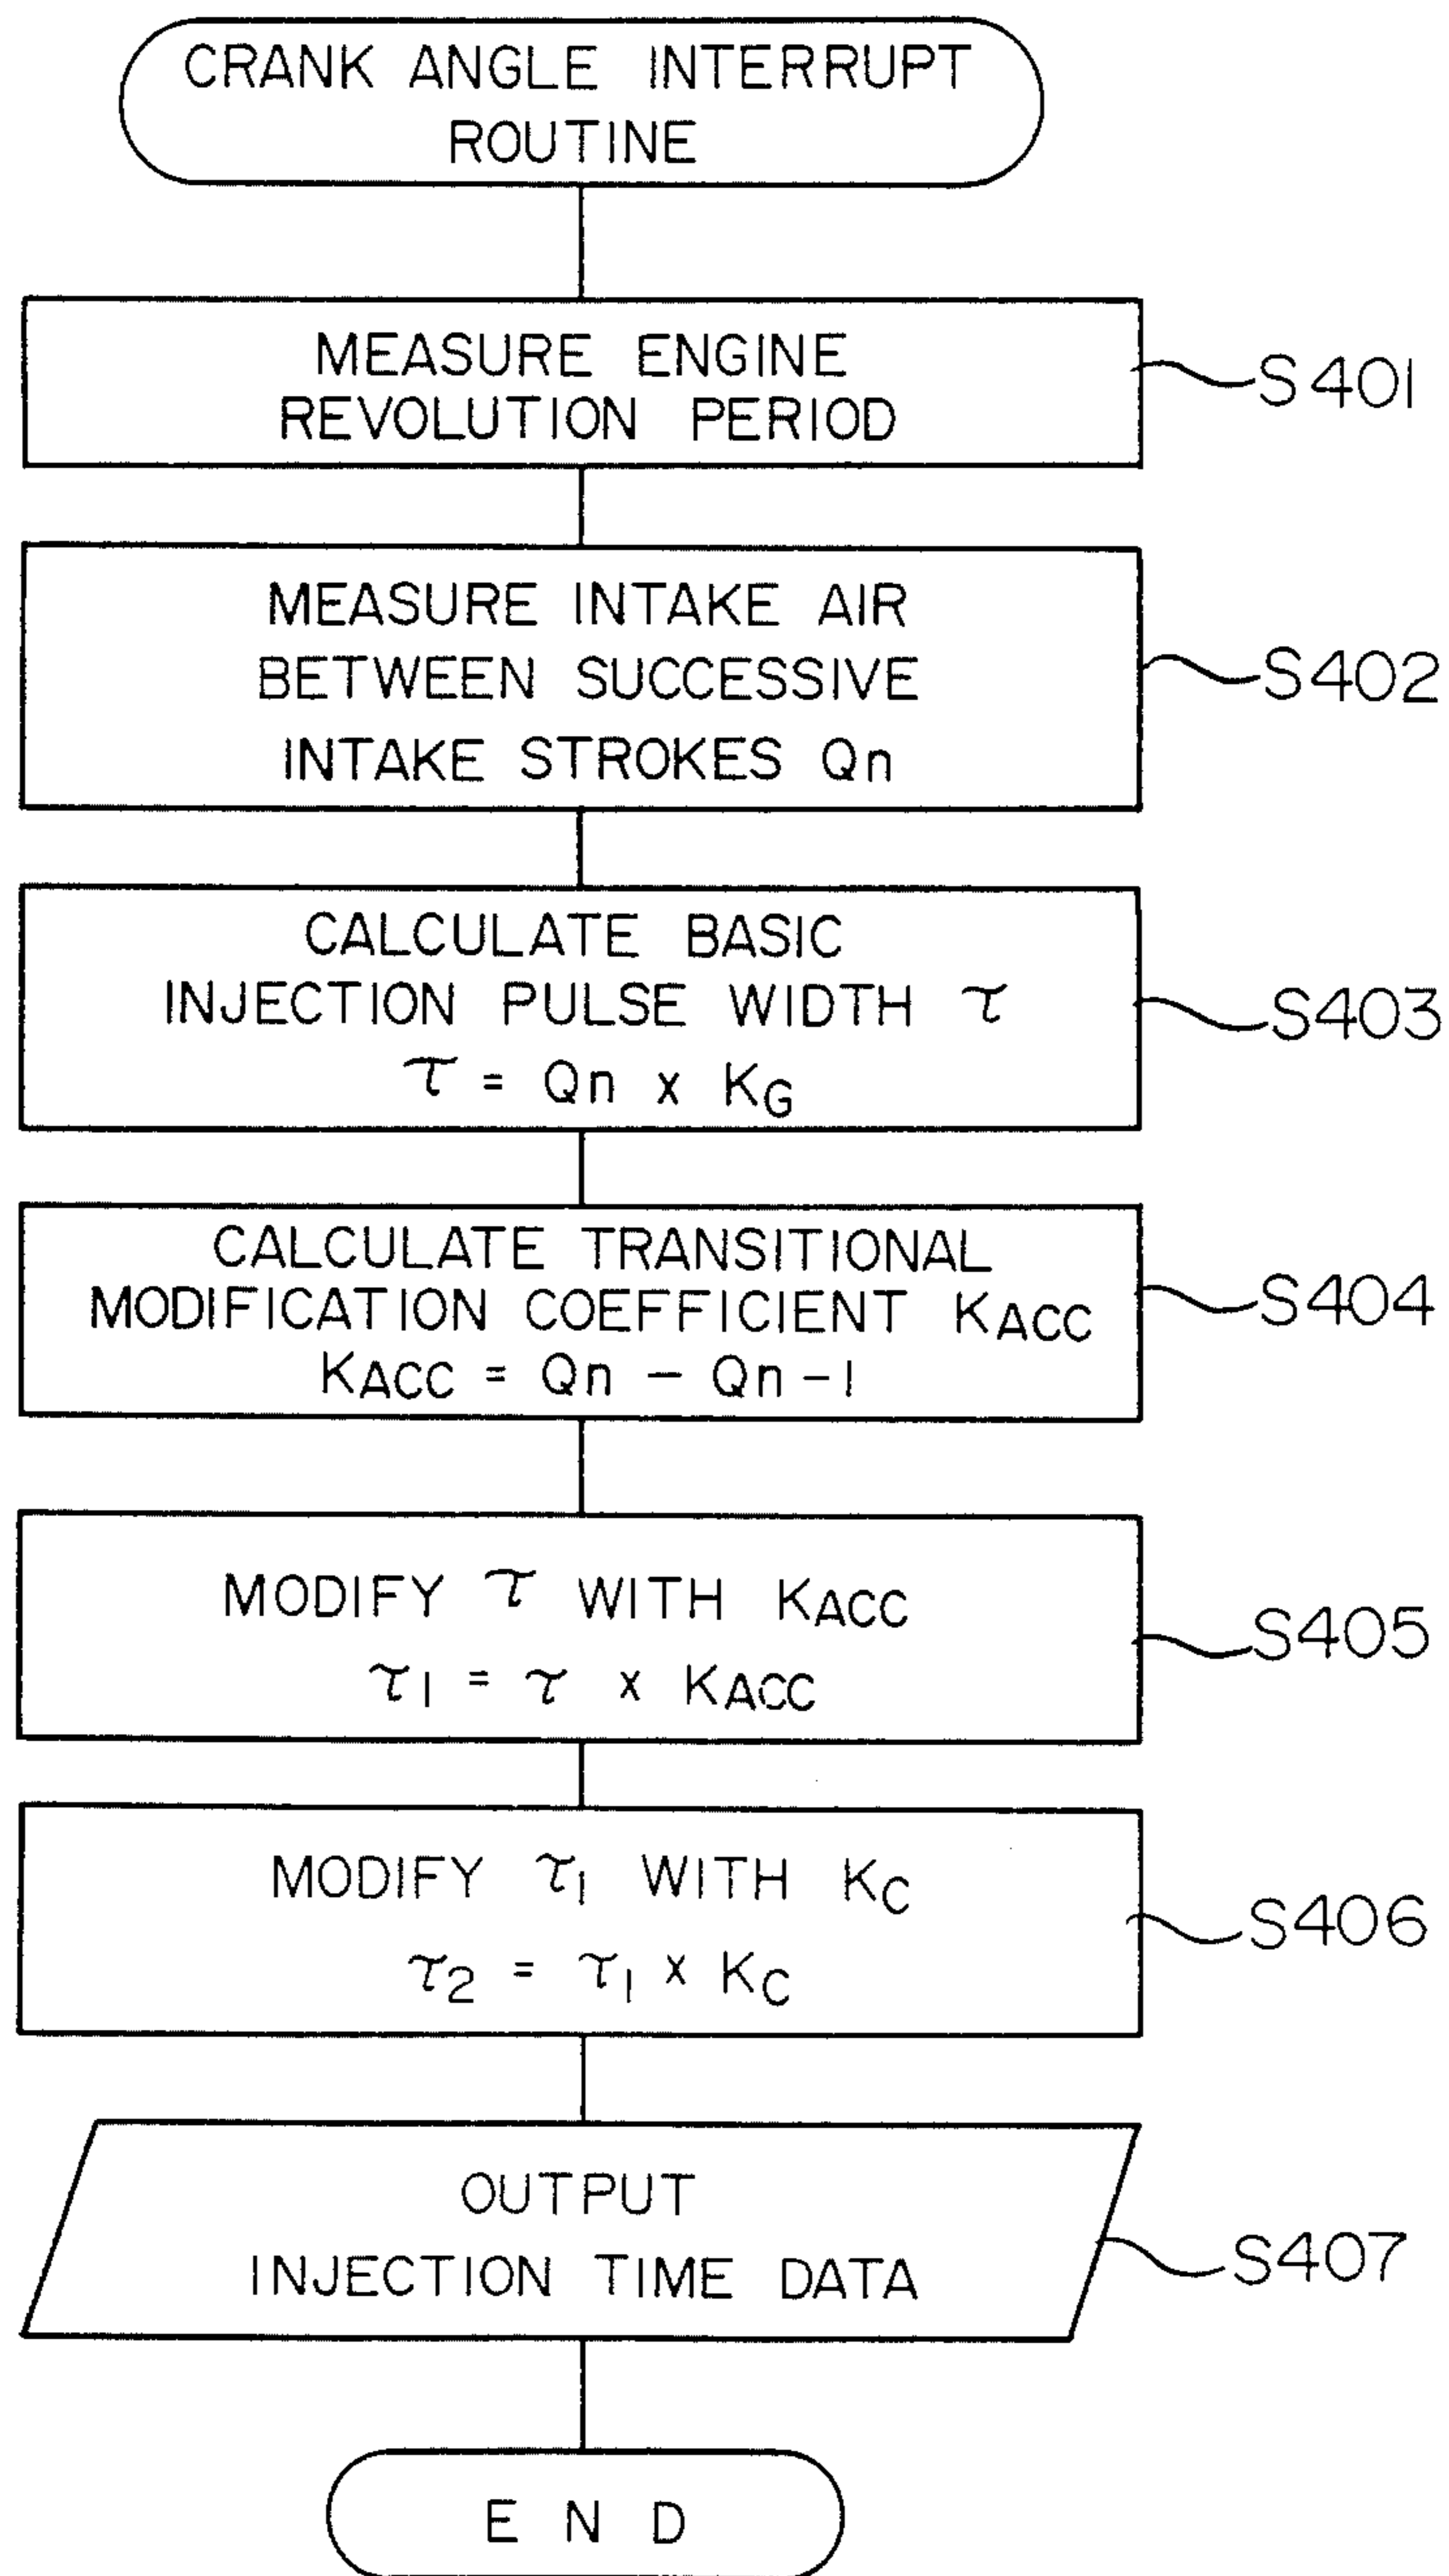 CRANK ANGLE INTERRUPT
ROUTINE
MEASURE ENGINE
REVOLUTION PERIOD
S401
MEASURE INTAKE AIR
BETWEEN SUCCESSIVE
INTAKE STROKES Qn
S402
CALCULATE BASIC
INJECTION PULSE WIDTH τ
τ = Qn x KG
S403
CALCULATE TRANSITIONAL
MODIFICATION COEFFICIENT KACC
KACC = Qn − Qn-1
S404
MODIFY τ WITH KACC
τ1 = τ x KACC
S405
MODIFY τ1 WITH KC
τ2 = τ1 x KC
S406
OUTPUT
INJECTION TIME DATA
S407
END